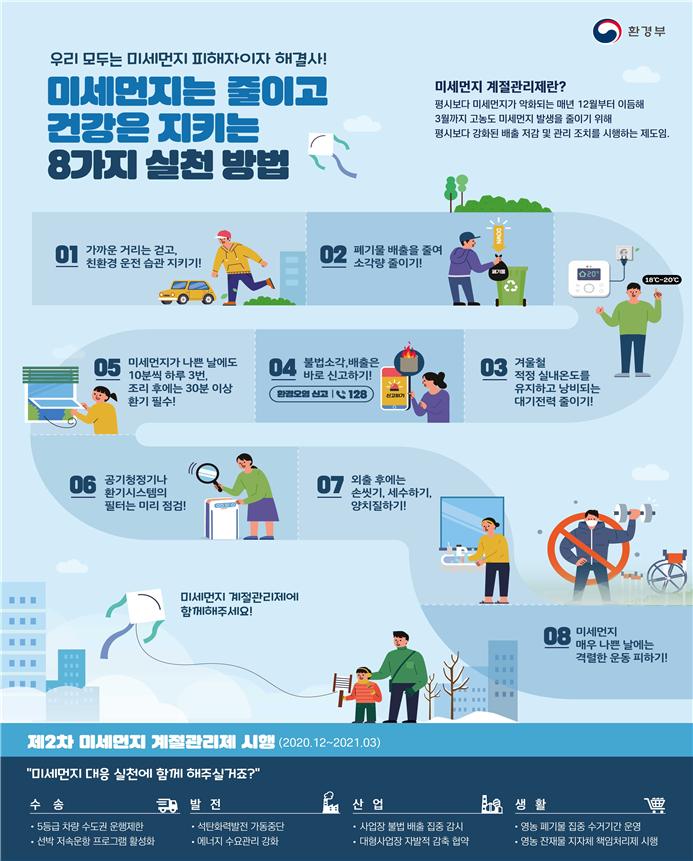 환경부
우리 모두는 미세먼지 피해자이자 해결사!
미세먼지는 줄이고
건강은 지키는
8가지 실천 방법
미세먼지 계절관리제란?
평시보다 미세먼지가 악화되는 매년 12월부터 이듬해
3월까지 고농도 미세먼지 발생을 줄이기 위해
평시보다 강화된 배출 저감 및 관리 조치를 시행하는 제도임.
01 가까운 거리는 걷고,
친환경 운전 습관 지키기!
02 폐기물 배출을 줄여
소각량 줄이기!
DOWN
폐기물
20°
18℃~20℃
03 겨울철
적정 실내온도를
유지하고 낭비되는
대기전력 줄이기!
04 불법소각,배출은
바로 신고하기!
환경오염 신고 128
신고하기
05 미세먼지가 나쁜 날에도
10분씩 하루 3번,
조리 후에는 30분 이상
환기 필수!
06 공기청정기나
환기시스템의
필터는 미리 점검!
07 외출 후에는
손씻기, 세수하기,
양치질하기!
08 미세먼지
매우 나쁜 날에는
격렬한 운동 피하기!
미세먼지 계절관리제에
함께해주세요!
제2차 미세먼지 계절관리제 시행 (2020.12~2021.03)
"미세먼지 대응 실천에 함께 해주실거죠?"
수 송
• 5등급 차량 수도권 운행제한
• 선박 저속운항 프로그램 활성화
발 전
• 석탄화력발전 가동중단
• 에너지 수요관리 강화
산 업
• 사업장 불법 배출 집중 감시
• 대형사업장 자발적 감축 협약
생 활
• 영농 폐기물 집중 수거기간 운영
• 영농 잔재물 지자체 책임처리제 시행